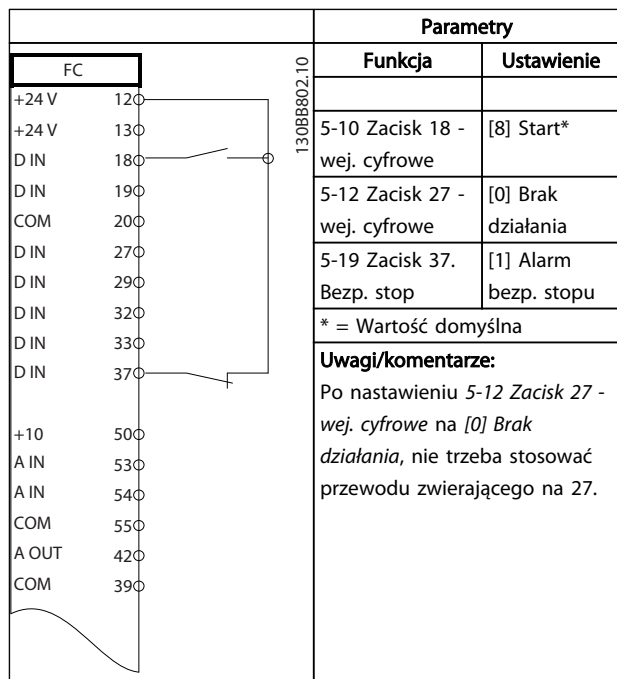 Parametry
Funkcja Ustawienie
FC
130BB802.10
+24 V 12
+24 V 13
D IN 18
D IN 19
COM 20
D IN 27
D IN 29
D IN 32
D IN 33
D IN 37
+10 50
A IN 53
A IN 54
COM 55
A OUT 42
COM 39
5-10 Zacisk 18 - [8] Start*
wej. cyfrowe
5-12 Zacisk 27 - [0] Brak
wej. cyfrowe działania
5-19 Zacisk 37. [1] Alarm
Bezp. stop bezp. stopu
* = Wartość domyślna
Uwagi/komentarze:
Po nastawieniu 5-12 Zacisk 27 -
wej. cyfrowe na [0] Brak
działania, nie trzeba stosować
przewodu zwierającego na 27.